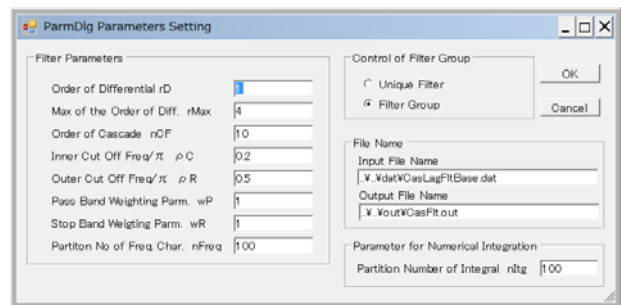 ParmDlg Parameters Setting
Filter Parameters
Order of Differential rD 1
Max of the Order of Diff. rMax 4
Order of Cascade nCF 10
Inner Cut Off Freq/π ρC 0.2
Outer Cut Off Freq/π ρR 0.5
Pass Band Weighting Parm. wP 1
Stop Band Weigting Parm. wR 1
Partiton No of Freq. Char. nFreq 100
Control of Filter Group
Unique Filter
Filter Group
OK
Cancel
File Name
Input File Name
..¥..¥dat¥CasLagFltBase.dat
Output File Name
..¥..¥out¥CasFlt.out
Parameter for Numerical Integration
Partition Number of Integral nItg 100